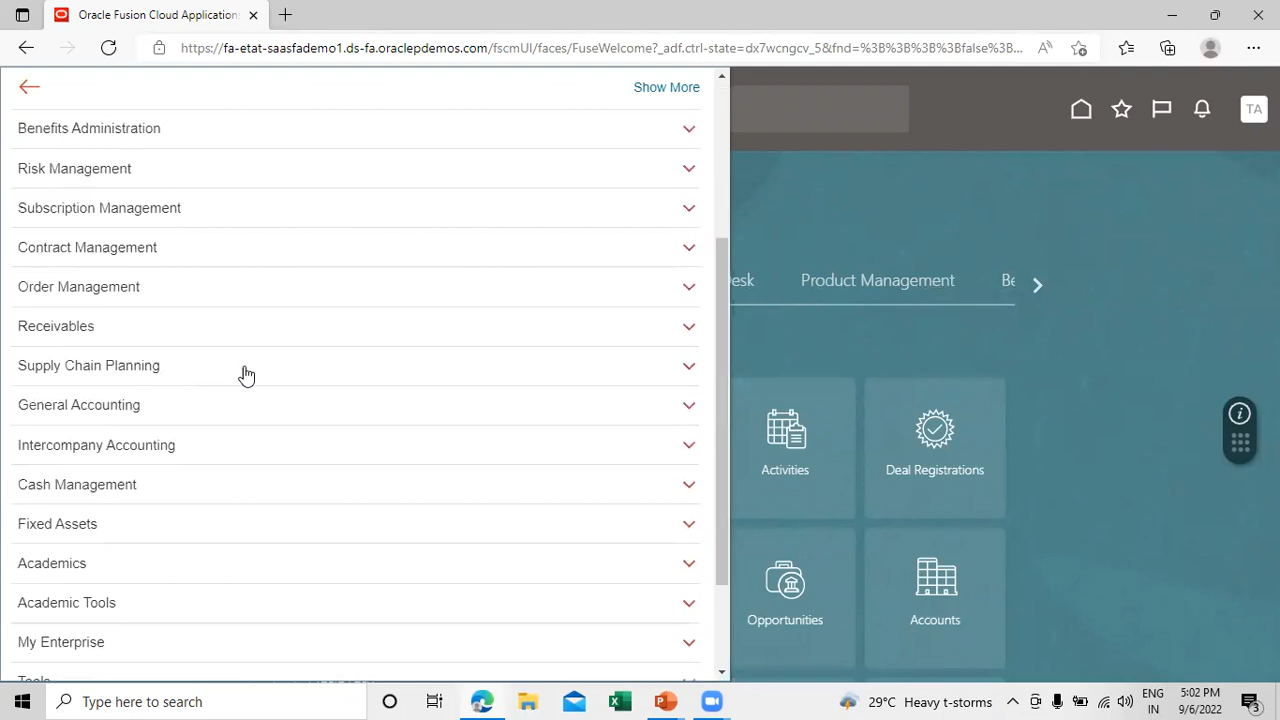 Oracle Fusion Cloud Application
https://fa-etat-saasfademo1.ds-fa.oraclepdemos.com/fscmUI/faces/FuseWelcome?_adf.ctrl-state=dx7wcngcv_5&fnd=%3B%3B%3B%3Bfalse%3B...
Show More
TA
Benefits Administration
Risk Management
Subscription Management
Contract Management
Order Management
Receivables
Supply Chain Planning
General Accounting
Intercompany Accounting
Cash Management
Fixed Assets
Academics
Academic Tools
My Enterprise
Tools
esk
Product Management
Be
Activities
Deal Registrations
Opportunities
Accounts
Type here to search
29°C Heavy t-storms
ENG
IN
5:02 PM
9/6/2022
3